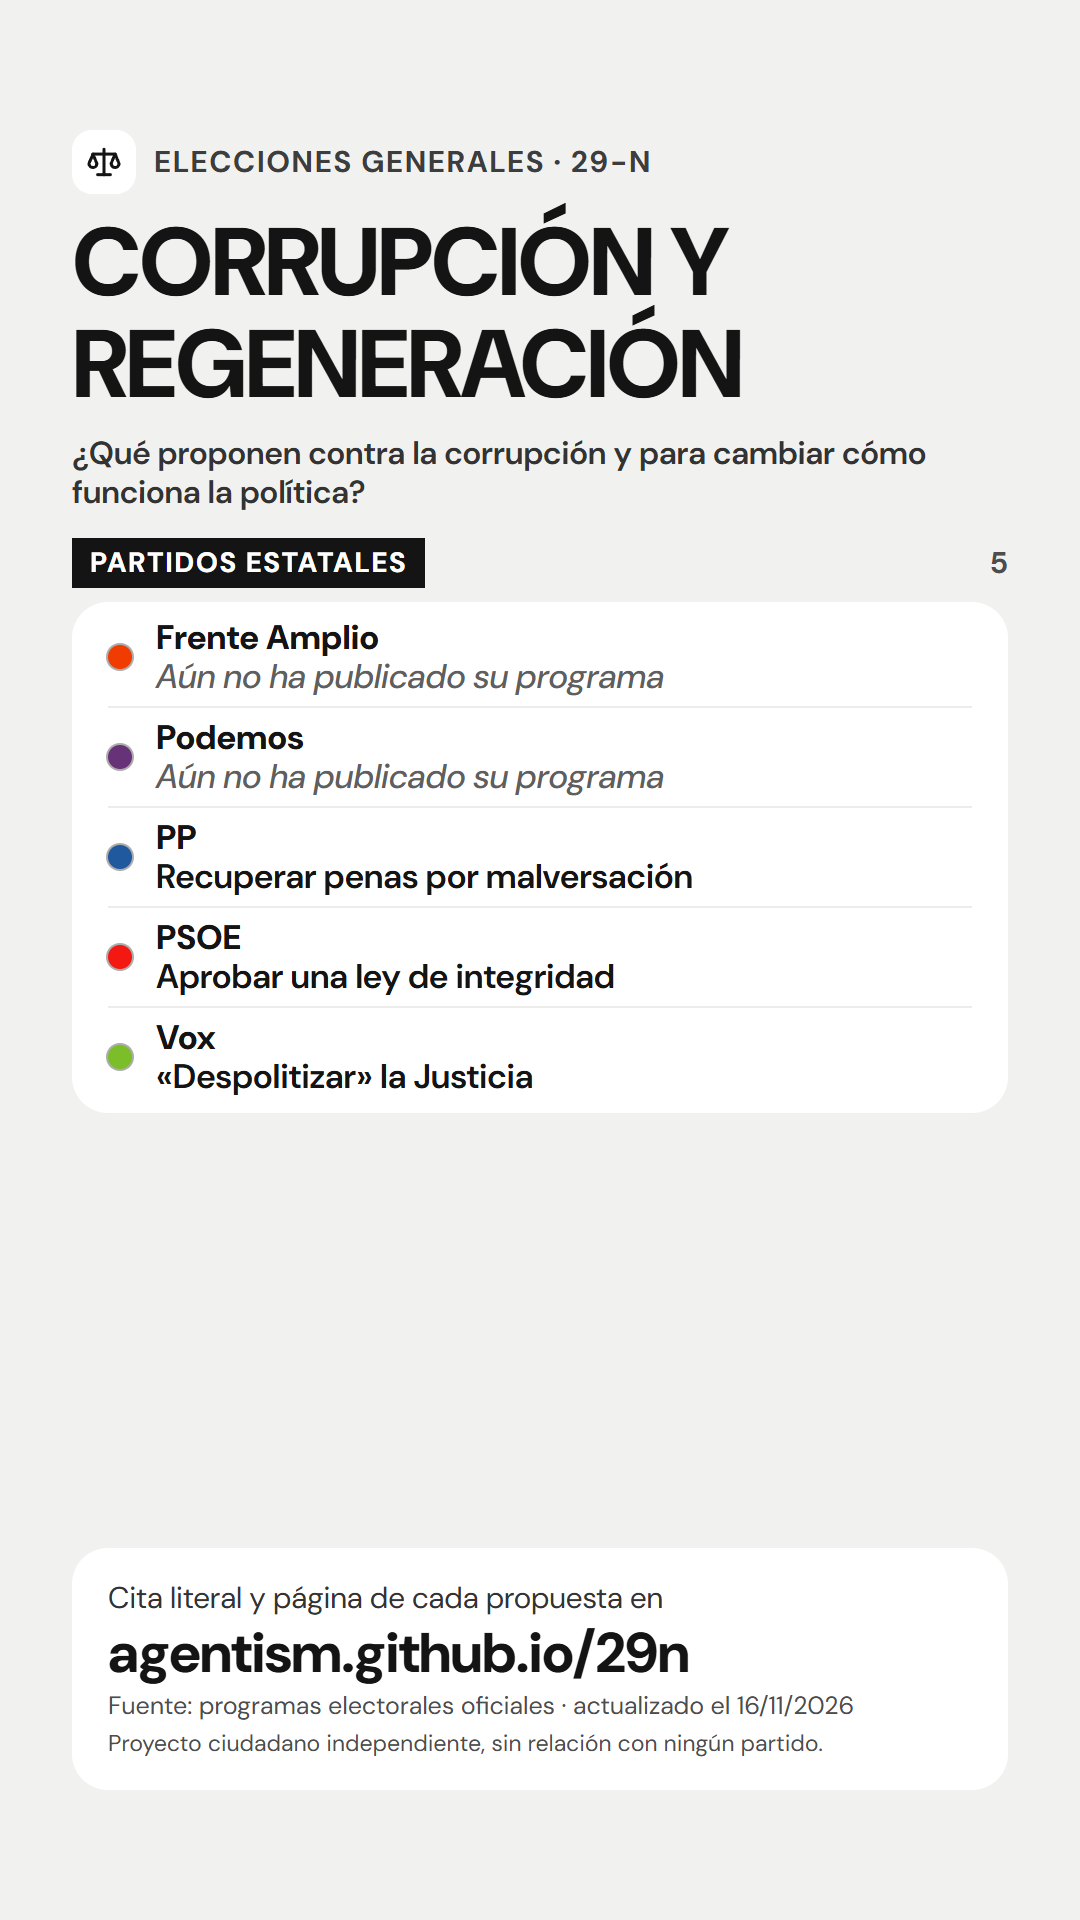 ELECCIONES GENERALES · 29-N
CORRUPCIÓN Y
REGENERACIÓN
¿Qué proponen contra la corrupción y para cambiar cómo
funciona la política?
PARTIDOS ESTATALES
5
Frente Amplio
Aún no ha publicado su programa
Podemos
Aún no ha publicado su programa
PP
Recuperar penas por malversación
PSOE
Aprobar una ley de integridad
Vox
«Despolitizar» la Justicia
Cita literal y página de cada propuesta en
agentism.github.io/29n
Fuente: programas electorales oficiales · actualizado el 16/11/2026
Proyecto ciudadano independiente, sin relación con ningún partido.